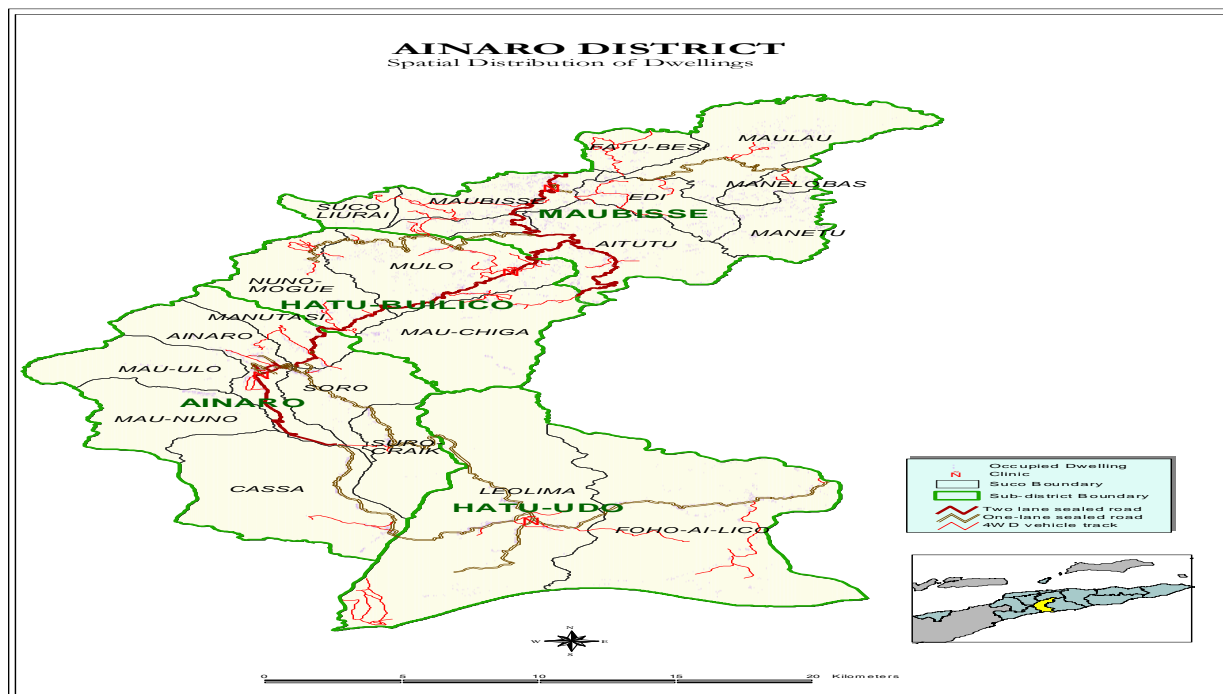 AINARO DISTRICT
Spatial Distribution of Dwellings
MAULAU
FATU-BESI
MANELOBAS
EDI
MAUBISSE
SUCO
LIURAI
MAUBISSE
MANETU
AITUTU
MULO
NUNO-
MOGUE
HATU-BUILICO
MANUTASI
MAU-CHIGA
AINARO
MAU-ULO
SORO
AINARO
MAU-NUNO
SURO-
CRAIK
CASSA
LEOLIMA
HATU-UDO
FOHO-AI-LICO
Occupied Dwelling
N Clinic
Suco Boundary
Sub-district Boundary
Two lane sealed road
One-lane sealed road
4WD vehicle track
N
W E
S
0 5 10 15 20 Kilometers